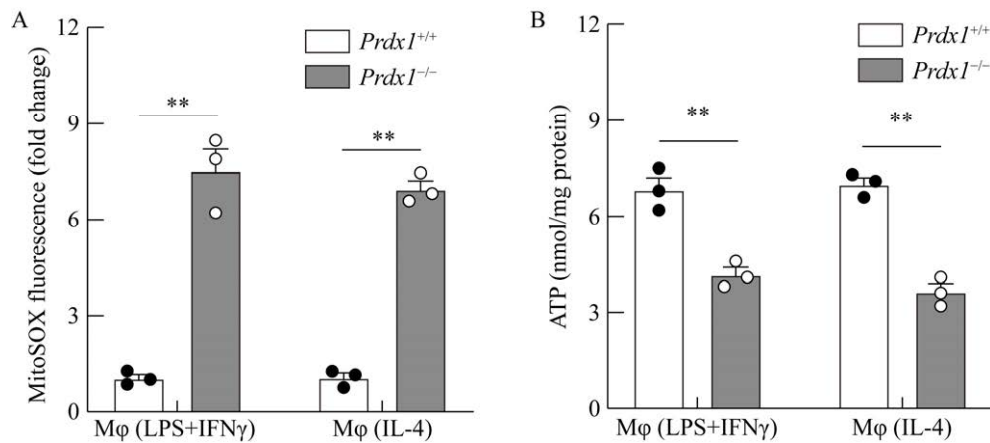 A
MitoSOX fluorescence (fold change)
12
9
6
3
0
Prdx1+/+
Prdx1−/−
**
**
Mφ (LPS+IFNγ)
Mφ (IL-4)
B
ATP (nmol/mg protein)
12
9
6
3
0
Prdx1+/+
Prdx1−/−
**
**
Mφ (LPS+IFNγ)
Mφ (IL-4)